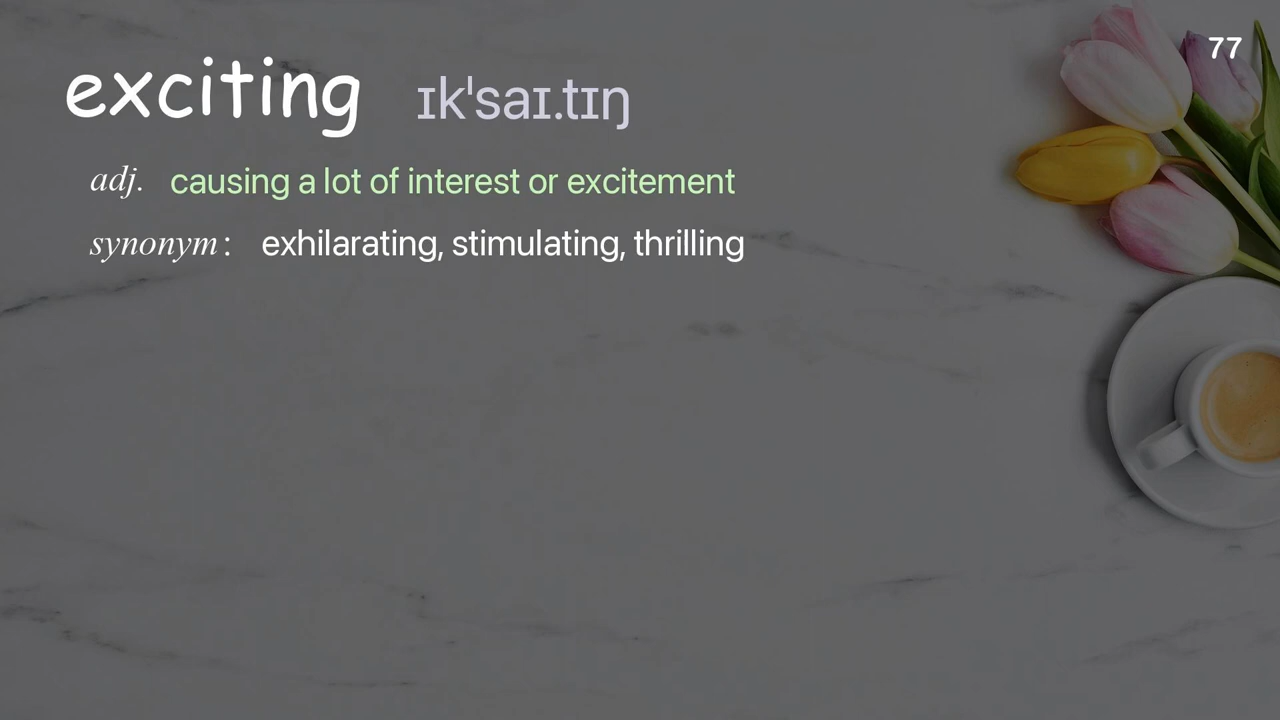 77
exciting ɪkˈsaɪ.tɪŋ
adj. causing a lot of interest or excitement
synonym: exhilarating, stimulating, thrilling